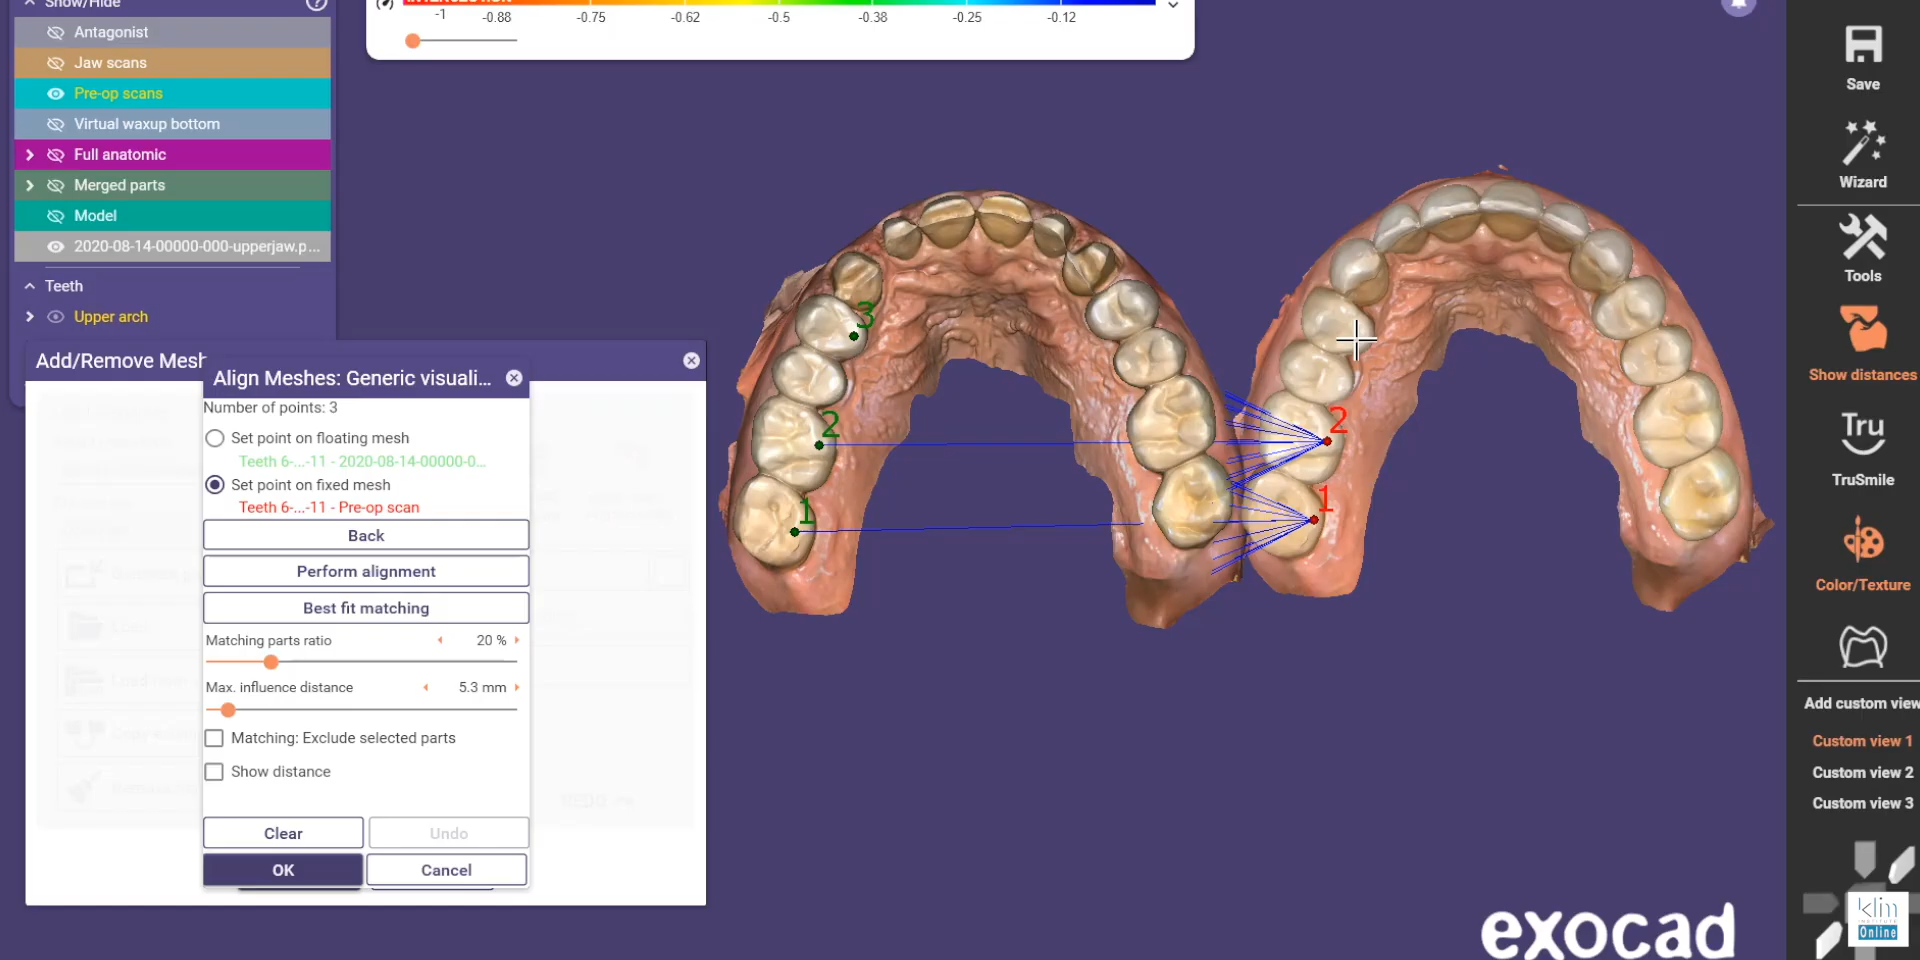 Show/Hide
Antagonist
Jaw scans
Pre-op scans
Virtual waxup bottom
Full anatomic
Merged parts
Model
2020-08-14-00000-000-upperjaw.p...
Teeth
Upper arch
-1
-0.88
-0.75
-0.62
-0.5
-0.38
-0.25
-0.12
Add/Remove Mesh
Align Meshes: Generic visuali...
Number of points: 3
Set point on floating mesh
Teeth 6-...-11 - 2020-08-14-00000-0...
Set point on fixed mesh
Teeth 6-...-11 - Pre-op scan
Back
Perform alignment
Best fit matching
Matching parts ratio
20 %
Max. influence distance
5.3 mm
Matching: Exclude selected parts
Show distance
Clear
Undo
OK
Cancel
3
2
1
2
1
Save
Wizard
Tools
Show distances
Tru
TruSmile
Color/Texture
Add custom view
Custom view 1
Custom view 2
Custom view 3
exocad
klim
INSTITUTE
Online